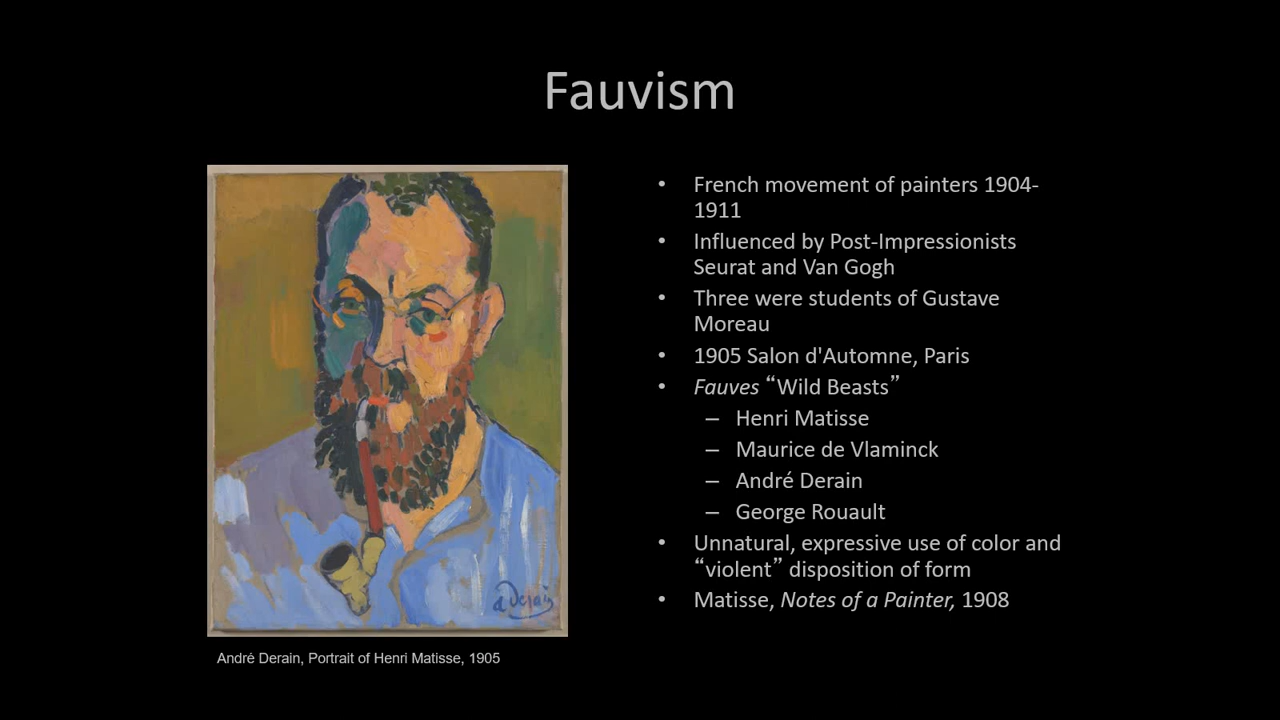 Fauvism
• French movement of painters 1904-
1911
• Influenced by Post-Impressionists
Seurat and Van Gogh
• Three were students of Gustave
Moreau
• 1905 Salon d'Automne, Paris
• Fauves “Wild Beasts”
– Henri Matisse
– Maurice de Vlaminck
– André Derain
– George Rouault
• Unnatural, expressive use of color and
“violent” disposition of form
• Matisse, Notes of a Painter, 1908
a Derain
André Derain, Portrait of Henri Matisse, 1905